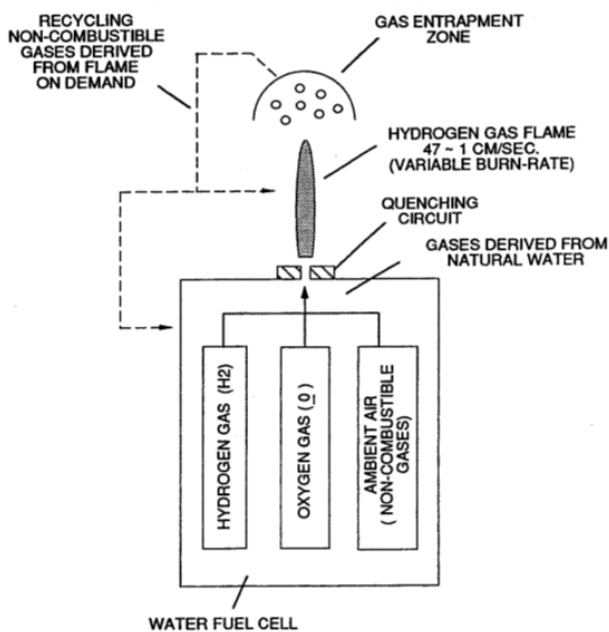 RECYCLING
NON-COMBUSTIBLE
GASES DERIVED
FROM FLAME
ON DEMAND
GAS ENTRAPMENT
ZONE
HYDROGEN GAS FLAME
47 ~ 1 CM/SEC.
(VARIABLE BURN-RATE)
QUENCHING
CIRCUIT
GASES DERIVED FROM
NATURAL WATER
HYDROGEN GAS (H2)
OXYGEN GAS (O)
AMBIENT AIR
( NON-COMBUSTIBLE
GASES)
WATER FUEL CELL